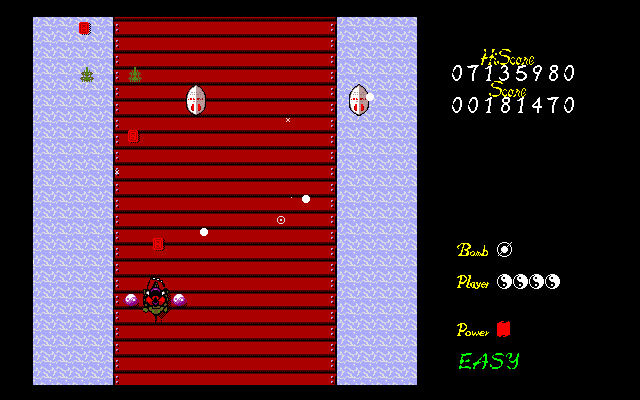 HiScore
07135980
Score
00181470
Bomb
Player
Power
EASY